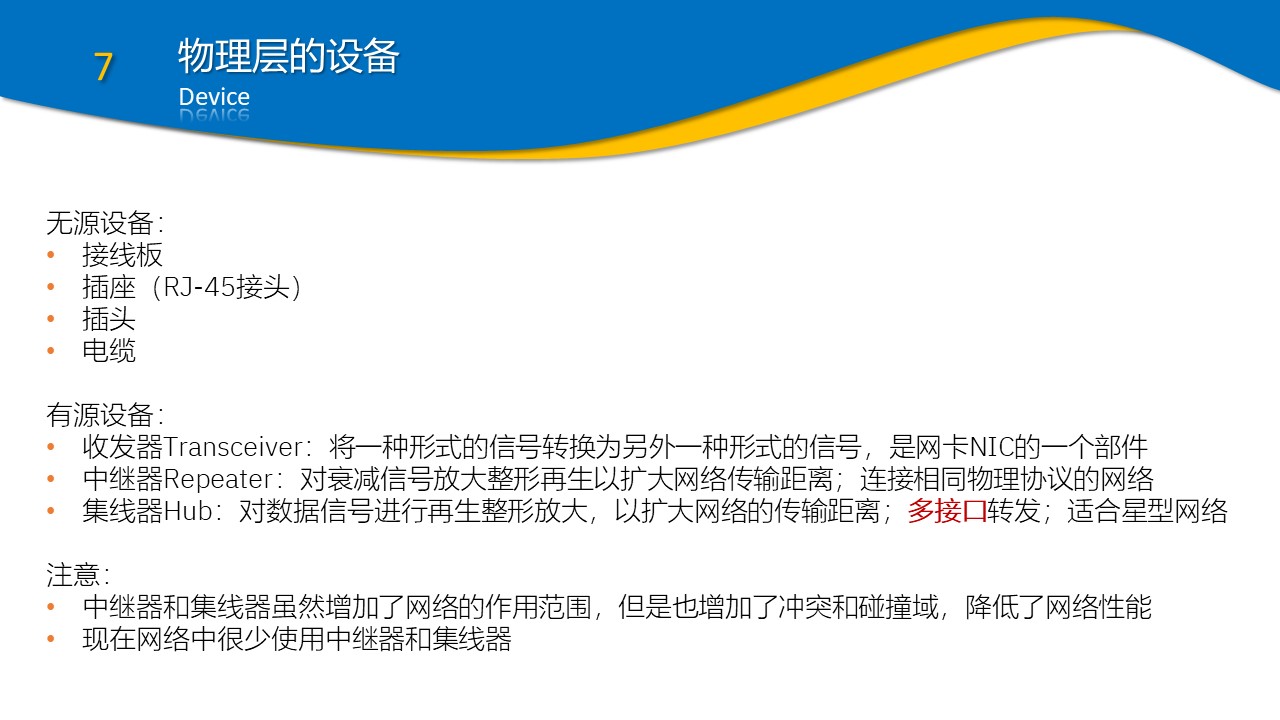 7
物理层的设备
Device
无源设备：
• 接线板
• 插座（RJ-45接头）
• 插头
• 电缆
有源设备：
• 收发器Transceiver：将一种形式的信号转换为另外一种形式的信号，是网卡NIC的一个部件
• 中继器Repeater：对衰减信号放大整形再生以扩大网络传输距离；连接相同物理协议的网络
• 集线器Hub：对数据信号进行再生整形放大，以扩大网络的传输距离；多接口转发；适合星型网络
注意：
• 中继器和集线器虽然增加了网络的作用范围，但是也增加了冲突和碰撞域，降低了网络性能
• 现在网络中很少使用中继器和集线器